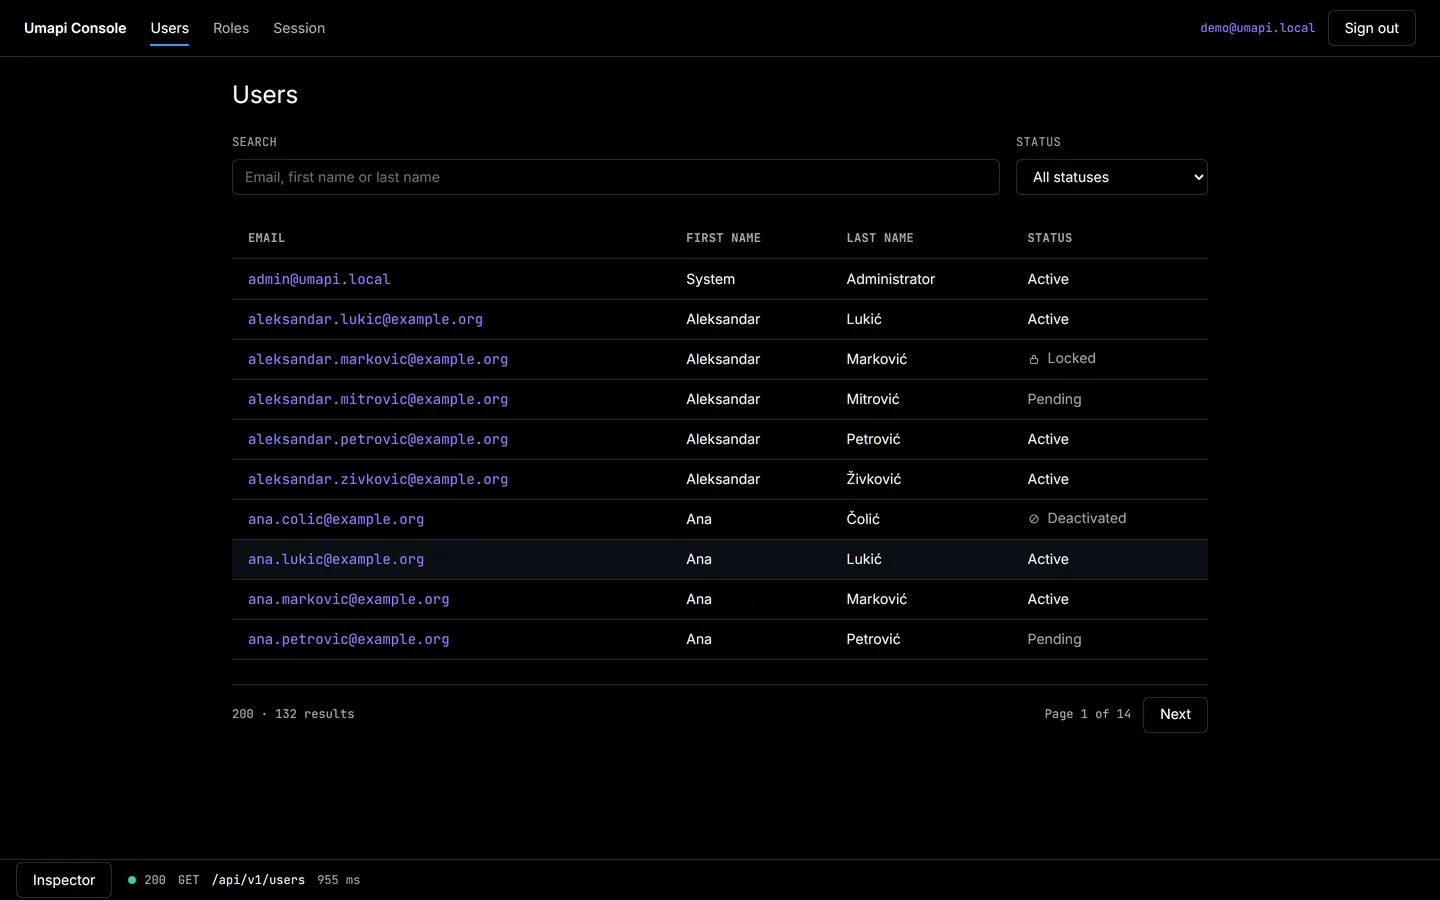 Umapi Console Users Roles Session demo@umapi.local Sign out
Users
SEARCH STATUS
Email, first name or last name All statuses
EMAIL FIRST NAME LAST NAME STATUS
admin@umapi.local System Administrator Active
aleksandar.lukic@example.org Aleksandar Lukić Active
aleksandar.markovic@example.org Aleksandar Marković Locked
aleksandar.mitrovic@example.org Aleksandar Mitrović Pending
aleksandar.petrovic@example.org Aleksandar Petrović Active
aleksandar.zivkovic@example.org Aleksandar Živković Active
ana.colic@example.org Ana Čolić Deactivated
ana.lukic@example.org Ana Lukić Active
ana.markovic@example.org Ana Marković Active
ana.petrovic@example.org Ana Petrović Pending
200 · 132 results Page 1 of 14 Next
Inspector 200 GET /api/v1/users 955 ms